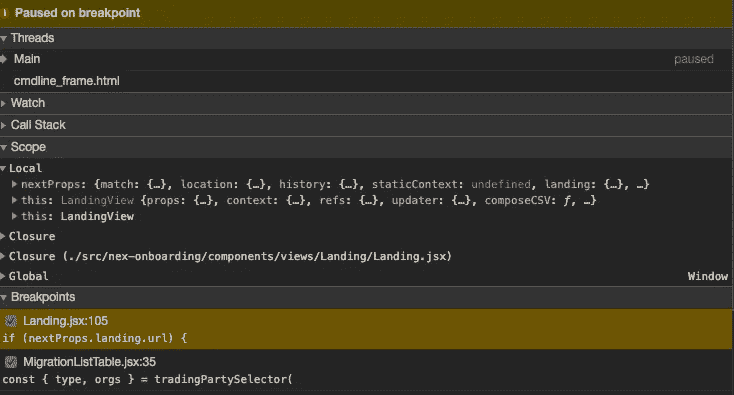 Paused on breakpoint
Threads
Main paused
cmdline_frame.html
Watch
Call Stack
Scope
Local
nextProps: {match: {…}, location: {…}, history: {…}, staticContext: undefined, landing: {…}, …}
this: LandingView {props: {…}, context: {…}, refs: {…}, updater: {…}, composeCSV: ƒ, …}
this: LandingView
Closure
Closure (./src/nex-onboarding/components/views/Landing/Landing.jsx)
Global Window
Breakpoints
Landing.jsx:105
if (nextProps.landing.url) {
MigrationListTable.jsx:35
const { type, orgs } = tradingPartySelector(